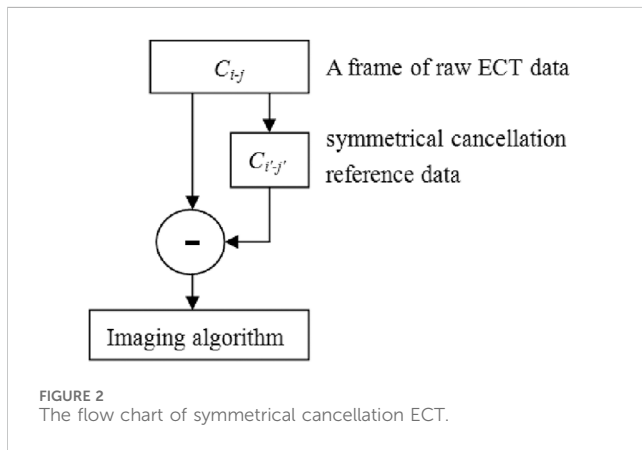 C_{i-j} A frame of raw ECT data
symmetrical cancellation
C_{i'-j'} reference data
-
Imaging algorithm
FIGURE 2
The flow chart of symmetrical cancellation ECT.